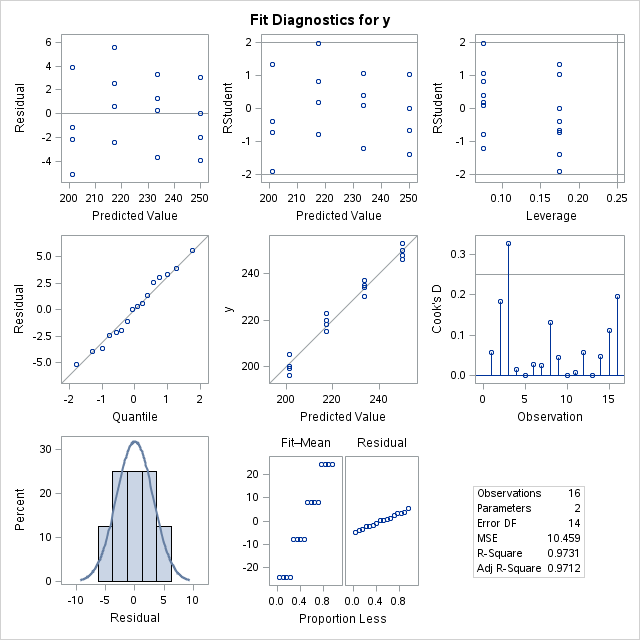 Fit Diagnostics for y
6
4
2
0
-2
-4
Residual
200 210 220 230 240 250
Predicted Value
2
1
0
-1
-2
RStudent
200 210 220 230 240 250
Predicted Value
2
1
0
-1
-2
RStudent
0.10 0.15 0.20 0.25
Leverage
5.0
2.5
0.0
-2.5
-5.0
Residual
-2 -1 0 1 2
Quantile
240
220
200
y
200 220 240
Predicted Value
0.3
0.2
0.1
0.0
Cook's D
0 5 10 15
Observation
30
20
10
0
Percent
-10 -5 0 5 10
Residual
Fit–Mean Residual
20
10
0
-10
-20
0.0 0.4 0.8 0.0 0.4 0.8
Proportion Less
Observations 16
Parameters 2
Error DF 14
MSE 10.459
R-Square 0.9731
Adj R-Square 0.9712